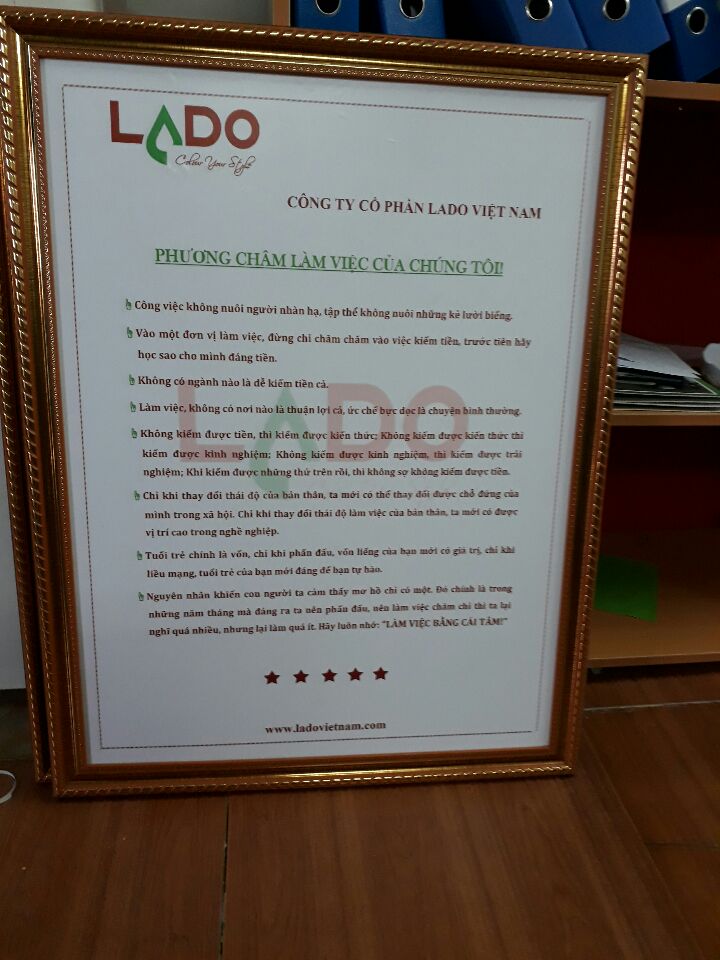 LADO
Colour Your Style
CÔNG TY CỔ PHẦN LADO VIỆT NAM
PHƯƠNG CHÂM LÀM VIỆC CỦA CHÚNG TÔI!
Công việc không nuôi người nhàn hạ, tập thể không nuôi những kẻ lười biếng.
Vào một đơn vị làm việc, đừng chỉ chăm chăm vào việc kiếm tiền, trước tiên hãy
học sao cho mình đáng tiền.
Không có ngành nào là dễ kiếm tiền cả.
Làm việc, không có nơi nào là thuận lợi cả, ức chế bực dọc là chuyện bình thường.
Không kiếm được tiền, thì kiếm được kiến thức; Không kiếm được kiến thức thì
kiếm được kinh nghiệm; Không kiếm được kinh nghiệm, thì kiếm được trải
nghiệm; Khi kiếm được những thứ trên rồi, thì không sợ không kiếm được tiền.
Chỉ khi thay đổi thái độ của bản thân, ta mới có thể thay đổi được chỗ đứng của
mình trong xã hội. Chỉ khi thay đổi thái độ làm việc của bản thân, ta mới có được
vị trí cao trong nghề nghiệp.
Tuổi trẻ chính là vốn, chỉ khi phấn đấu, vốn liếng của bạn mới có giá trị, chỉ khi
liều mạng, tuổi trẻ của bạn mới đáng để bạn tự hào.
Nguyên nhân khiến con người ta cảm thấy mơ hồ chỉ có một. Đó chính là trong
những năm tháng mà đáng ra ta nên phấn đấu, nên làm việc chăm chỉ thì ta lại
nghĩ quá nhiều, nhưng lại làm quá ít. Hãy luôn nhớ: "LÀM VIỆC BẰNG CÁI TÂM!"
www.ladovietnam.com